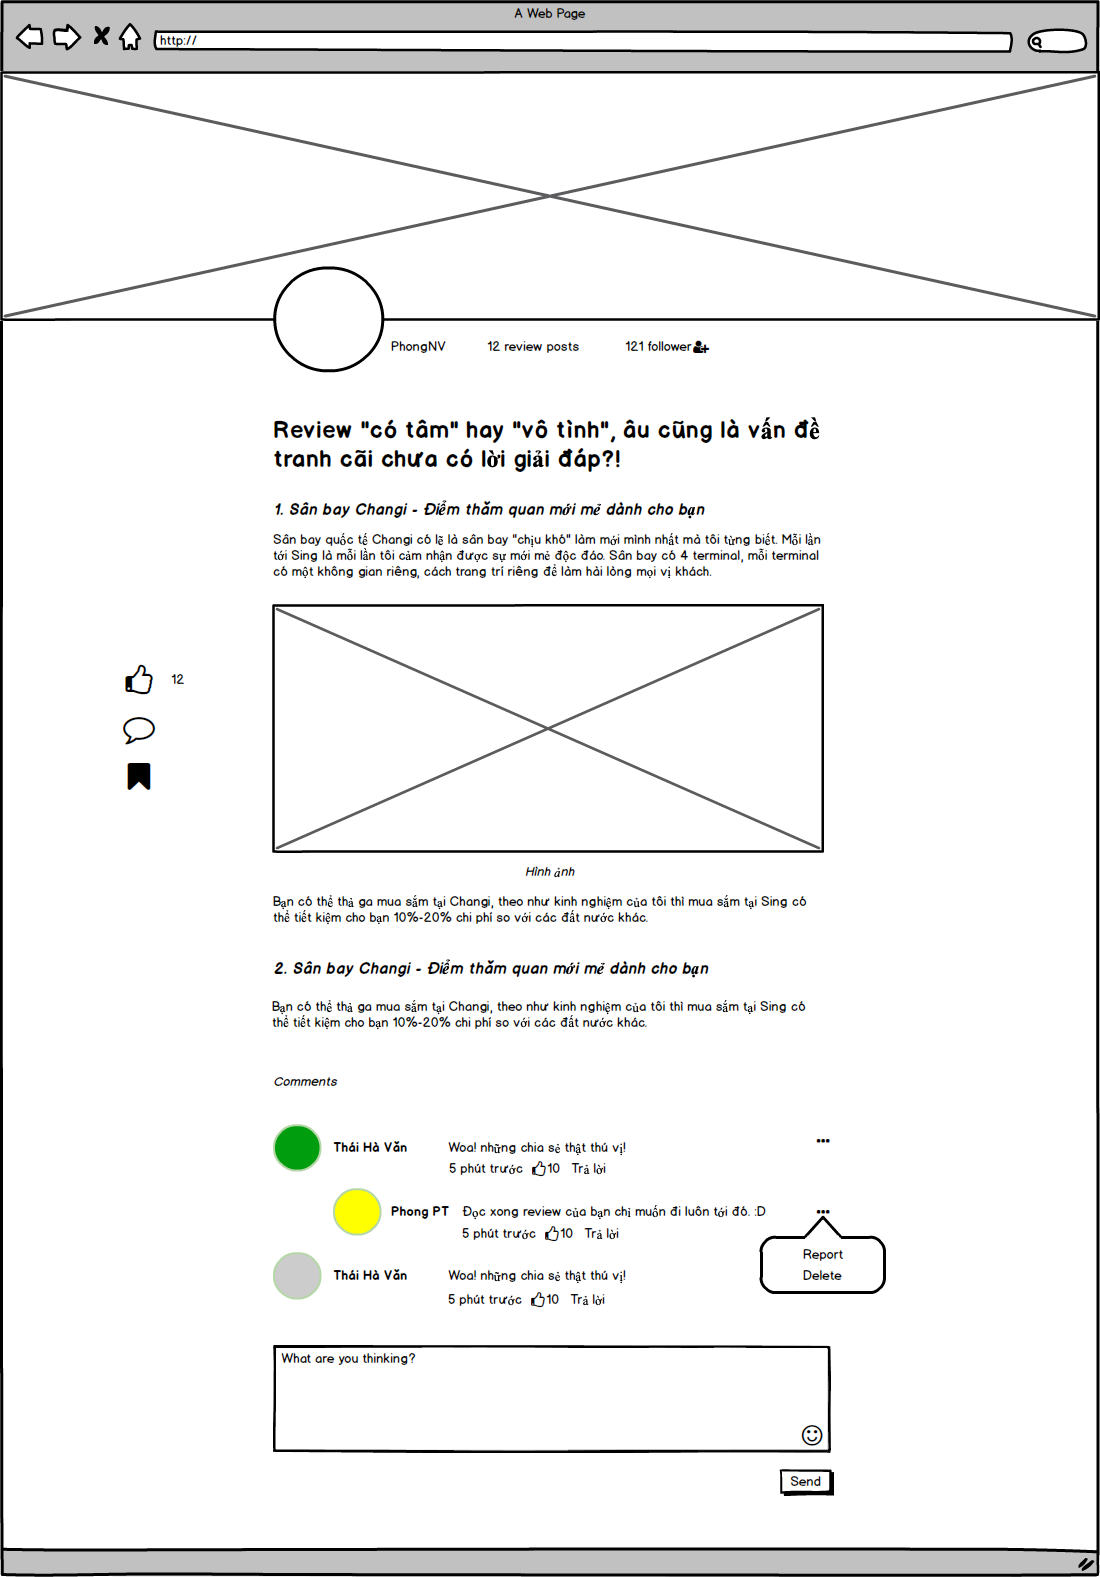 A Web Page
http://
PhongNV 12 review posts 121 follower
Review "có tâm" hay "vô tình", âu cũng là vấn đề
tranh cãi chưa có lời giải đáp?!
1. Sân bay Changi - Điểm thăm quan mới mẻ dành cho bạn
Sân bay quốc tế Changi có lẽ là sân bay "chịu khó" làm mới mình nhất mà tôi từng biết. Mỗi lần
tới Sing là mỗi lần tôi cảm nhận được sự mới mẻ độc đáo. Sân bay có 4 terminal, mỗi terminal
có một không gian riêng, cách trang trí riêng để làm hài lòng mọi vị khách.
12
Hình ảnh
Bạn có thể thả ga mua sắm tại Changi, theo như kinh nghiệm của tôi thì mua sắm tại Sing có
thể tiết kiệm cho bạn 10%-20% chi phí so với các đất nước khác.
2. Sân bay Changi - Điểm thăm quan mới mẻ dành cho bạn
Bạn có thể thả ga mua sắm tại Changi, theo như kinh nghiệm của tôi thì mua sắm tại Sing có
thể tiết kiệm cho bạn 10%-20% chi phí so với các đất nước khác.
Comments
Thái Hà Văn Woa! những chia sẻ thật thú vị!
5 phút trước 10 Trả lời
Phong PT Đọc xong review của bạn chỉ muốn đi luôn tới đó. :D
5 phút trước 10 Trả lời
Report
Delete
Thái Hà Văn Woa! những chia sẻ thật thú vị!
5 phút trước 10 Trả lời
What are you thinking?
Send